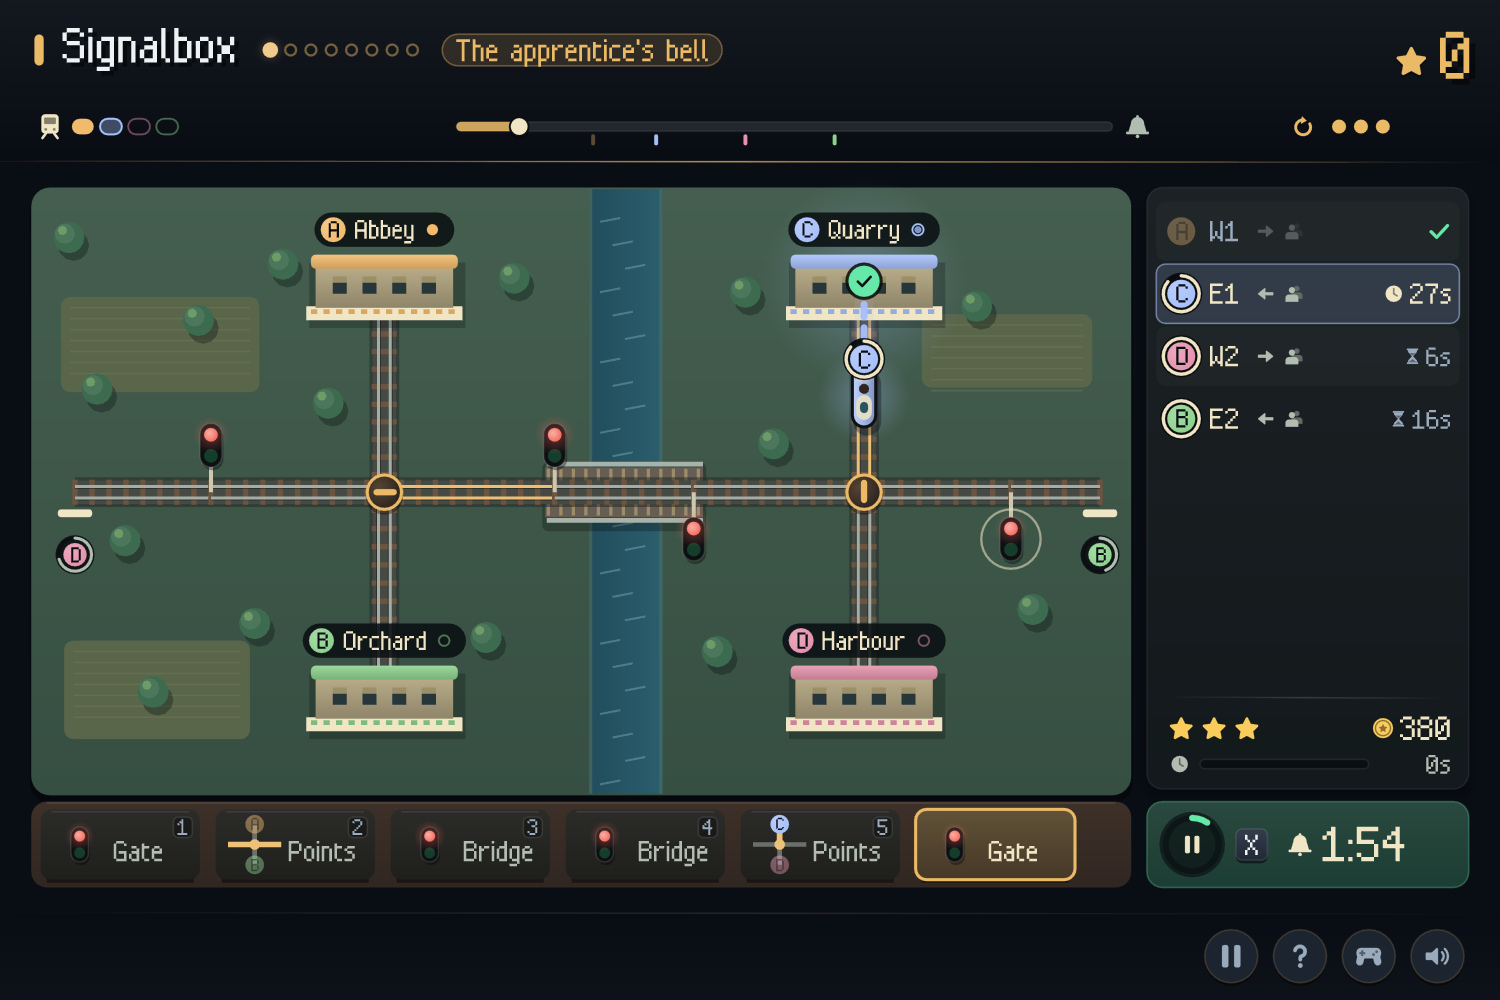 Signalbox
The apprentice's bell
0
A Abbey
C Quarry
C
D
B
B Orchard
D Harbour
A W1
C E1 27s
D W2 6s
B E2 16s
380
0s
1 Gate
2 A B Points
3 Bridge
4 Bridge
5 C D Points
Gate
X 1:54
?